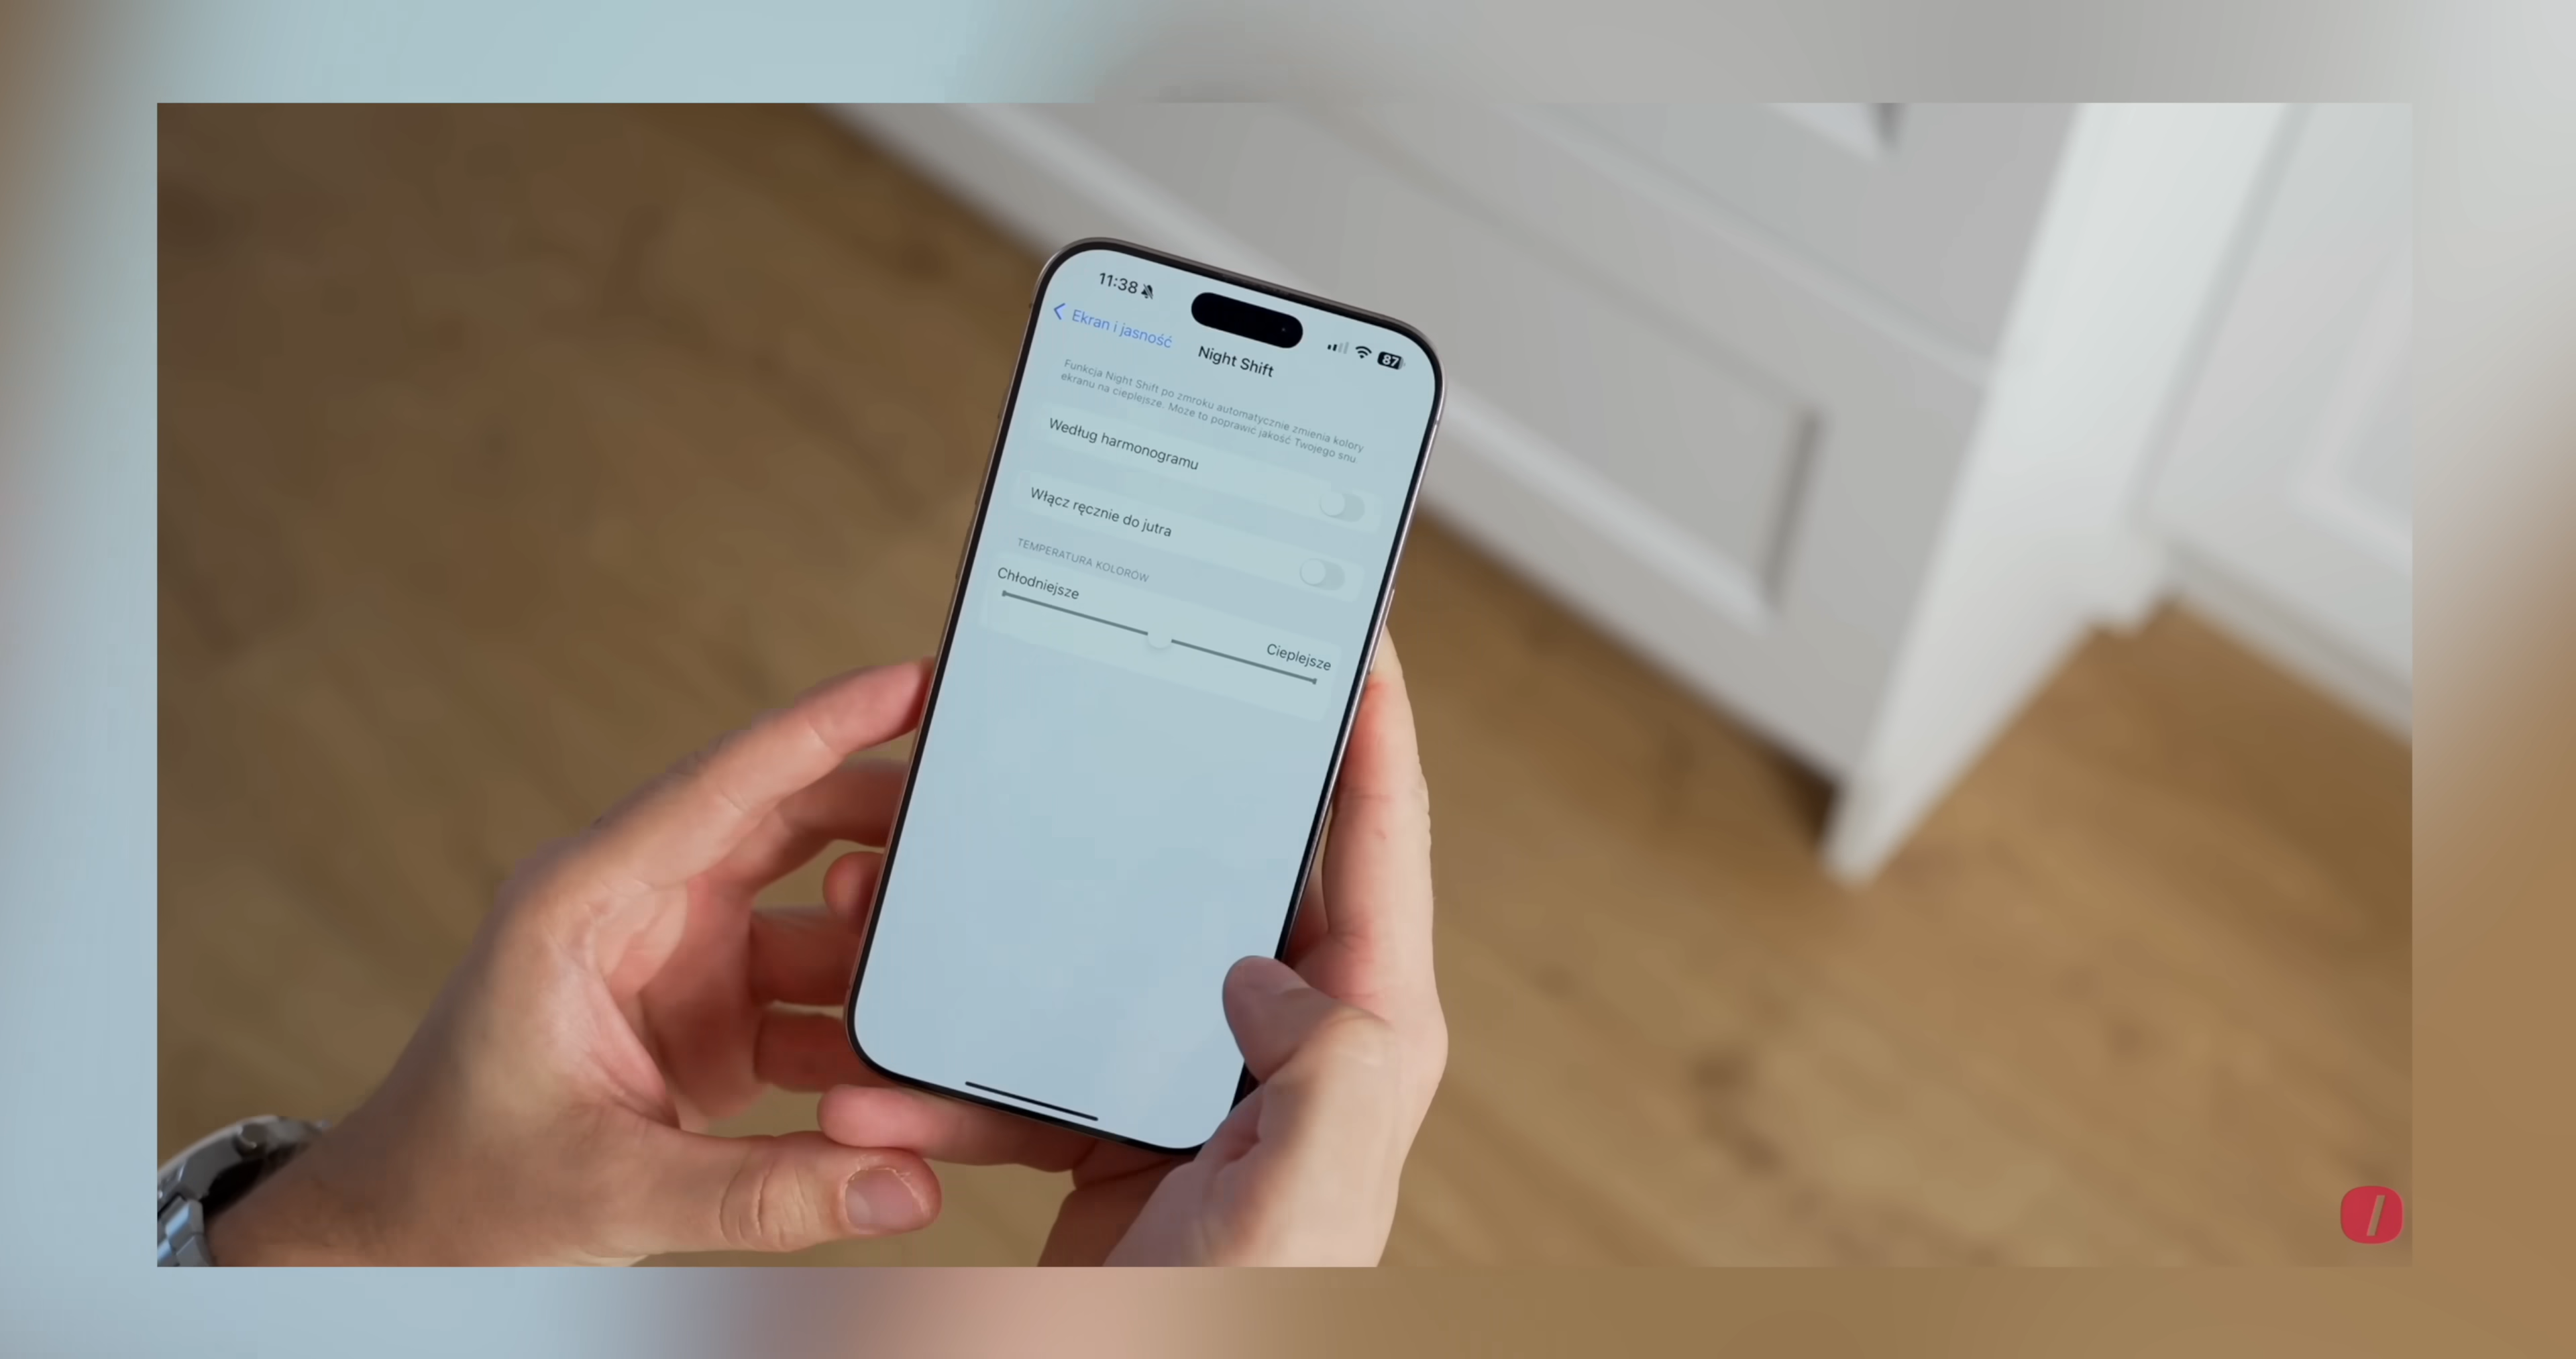 11:38
87
Ekran i jasność
Night Shift
Funkcja Night Shift po zmroku automatycznie zmienia kolory
ekranu na cieplejsze. Może to poprawić jakość Twojego snu.
Według harmonogramu
Włącz ręcznie do jutra
TEMPERATURA KOLORÓW
Chłodniejsze
Cieplejsze